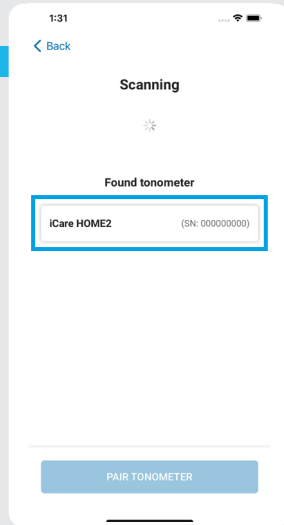 1:31
Back
Scanning
Found tonometer
iCare HOME2 (SN: 000000000)
PAIR TONOMETER